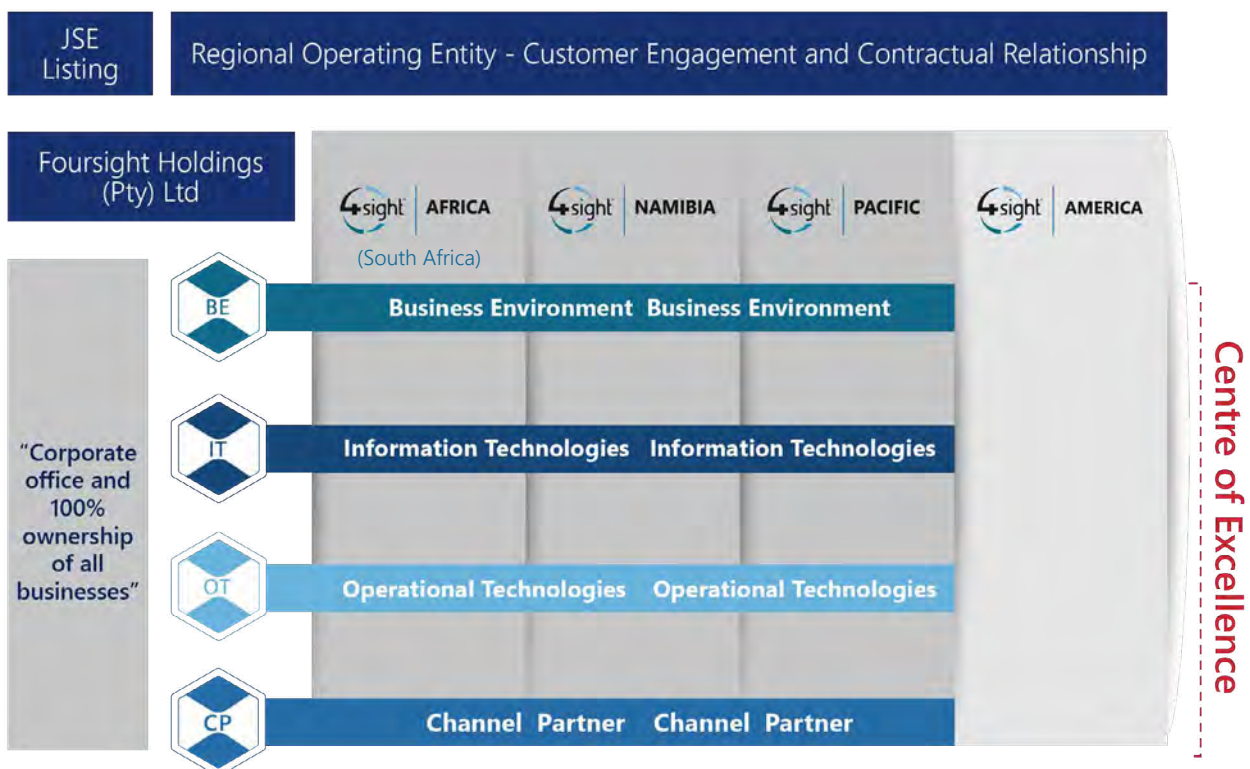 JSE
Listing
Regional Operating Entity - Customer Engagement and Contractual Relationship
Foursight Holdings
(Pty) Ltd
4sight | AFRICA
(South Africa)
4sight | NAMIBIA
4sight | PACIFIC
4sight | AMERICA
"Corporate
office and
100%
ownership
of all
businesses"
BE
Business Environment Business Environment
IT
Information Technologies Information Technologies
OT
Operational Technologies Operational Technologies
CP
Channel Partner Channel Partner
Centre of Excellence